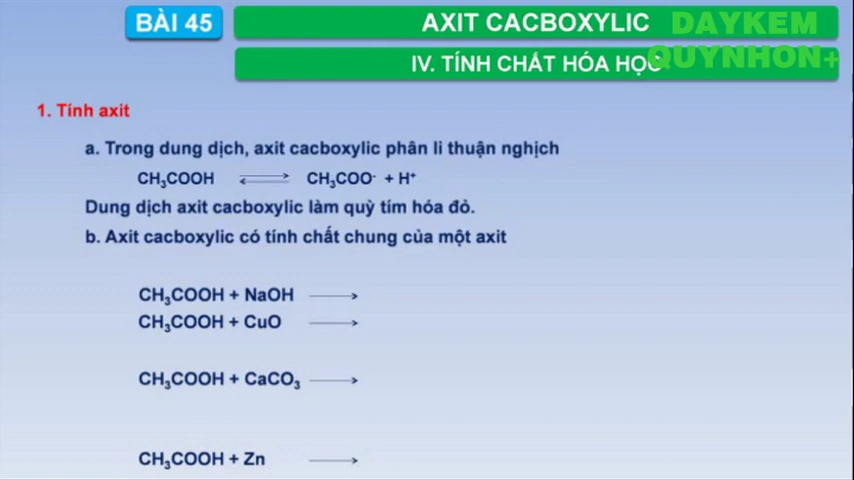 BÀI 45
AXIT CACBOXYLIC
DAYKEM
QUYNHON+
IV. TÍNH CHẤT HÓA HỌC
1. Tính axit
a. Trong dung dịch, axit cacboxylic phân li thuận nghịch
CH₃COOH ⇌ CH₃COO⁻ + H⁺
Dung dịch axit cacboxylic làm quỳ tím hóa đỏ.
b. Axit cacboxylic có tính chất chung của một axit
CH₃COOH + NaOH ⟶
CH₃COOH + CuO ⟶
CH₃COOH + CaCO₃ ⟶
CH₃COOH + Zn ⟶